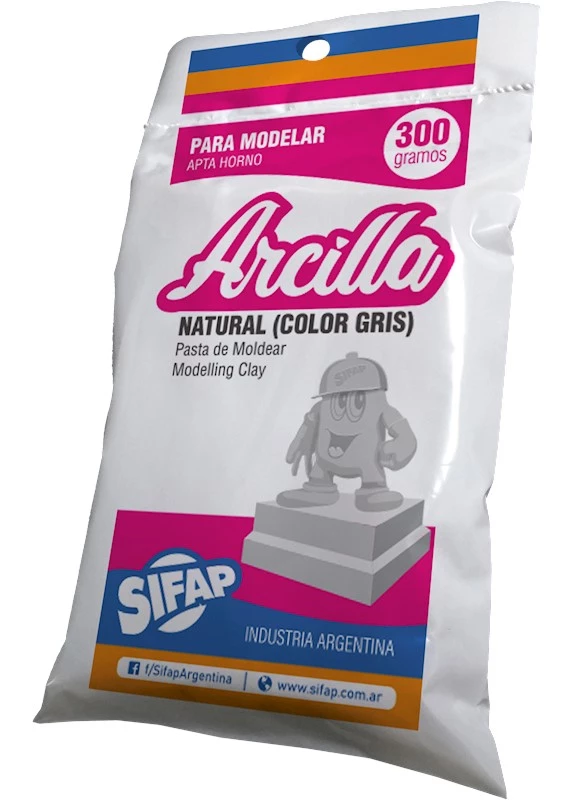 PARA MODELAR
APTA HORNO
300
gramos
Arcilla
NATURAL (COLOR GRIS)
Pasta de Moldear
Modelling Clay
SIFAP
SIFAP
INDUSTRIA ARGENTINA
f/SifapArgentina | www.sifap.com.ar